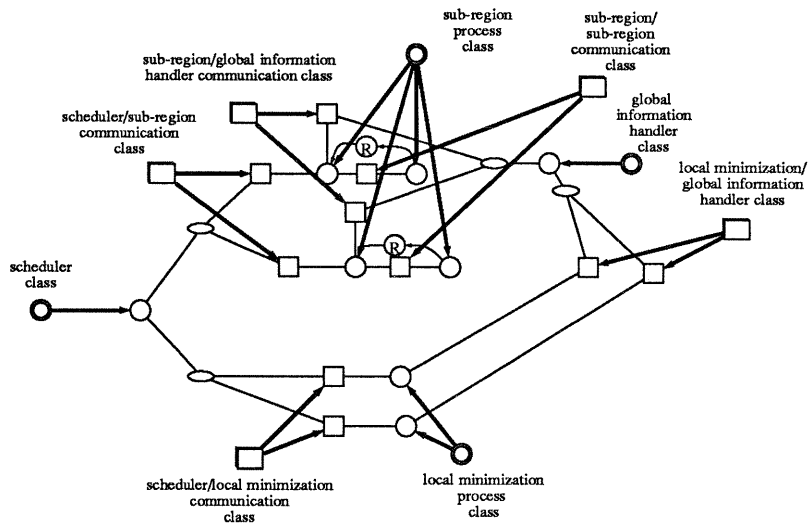 sub-region
process
class
sub-region/
sub-region
communication
class
sub-region/global information
handler communication class
global
information
handler
class
scheduler/sub-region
communication
class
local minimization/
global information
handler class
R
R
scheduler
class
scheduler/local minimization
communication
class
local minimization
process
class